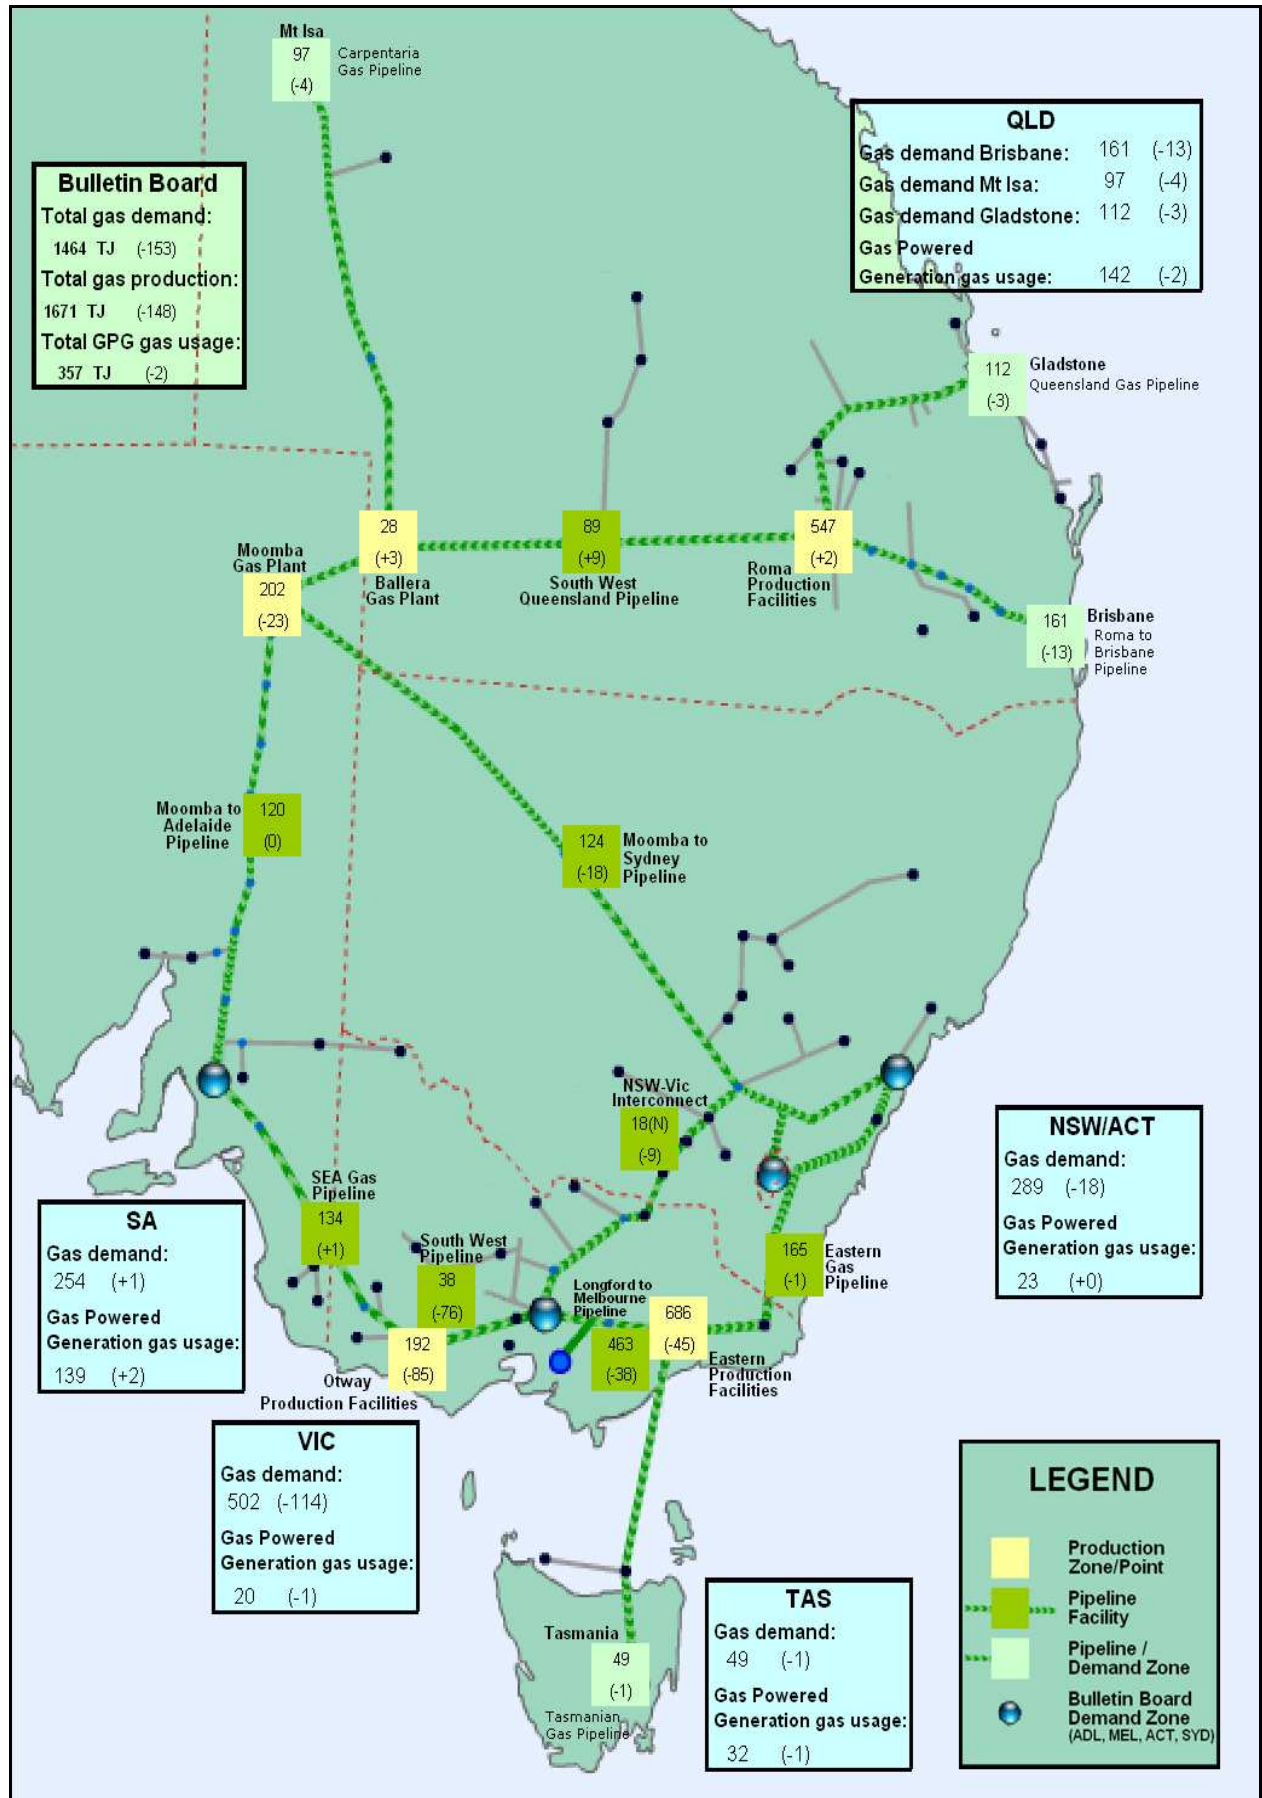 Mt Isa
97
(-4)
Carpentaria
Gas Pipeline
QLD
Gas demand Brisbane: 161 (-13)
Gas demand Mt Isa: 97 (-4)
Gas demand Gladstone: 112 (-3)
Gas Powered
Generation gas usage: 142 (-2)
Bulletin Board
Total gas demand:
1464 TJ (-153)
Total gas production:
1671 TJ (-148)
Total GPG gas usage:
357 TJ (-2)
112
(-3)
Gladstone
Queensland Gas Pipeline
28
(+3)
Ballera
Gas Plant
89
(+9)
South West
Queensland Pipeline
547
(+2)
Roma
Production
Facilities
Moomba
Gas Plant
202
(-23)
161
(-13)
Brisbane
Roma to
Brisbane
Pipeline
Moomba to
Adelaide
Pipeline
120
(0)
124
(-18)
Moomba to
Sydney
Pipeline
NSW-Vic
Interconnect
18(N)
(-9)
NSW/ACT
Gas demand:
289 (-18)
Gas Powered
Generation gas usage:
23 (+0)
SEA Gas
Pipeline
134
(+1)
SA
Gas demand:
254 (+1)
Gas Powered
Generation gas usage:
139 (+2)
South West
Pipeline
38
(-76)
165
(-1)
Eastern
Gas
Pipeline
Longford to
Melbourne
Pipeline
463
(-38)
686
(-45)
Eastern
Production
Facilities
192
(-85)
Otway
Production Facilities
VIC
Gas demand:
502 (-114)
Gas Powered
Generation gas usage:
20 (-1)
LEGEND
Production
Zone/Point
Pipeline
Facility
Pipeline /
Demand Zone
Bulletin Board
Demand Zone
(ADL, MEL, ACT, SYD)
Tasmania
49
(-1)
Tasmanian
Gas Pipeline
TAS
Gas demand:
49 (-1)
Gas Powered
Generation gas usage:
32 (-1)